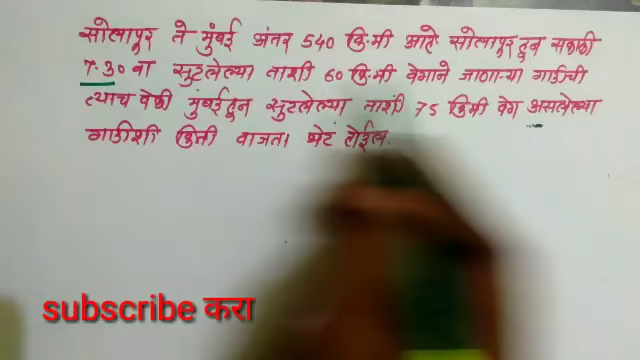 सोलापूर ते मुंबई अंतर 540 कि.मी आहे. सोलापूर हून सकाळी
7.30 वा सुटलेल्या ताशी 60 कि.मी वेगाने जाणाऱ्या गाडीची
त्याच वेळी मुंबईहून सुटलेल्या ताशी 75 कि.मी वेग असलेल्या
गाडीशी किती वाजता भेट होईल.
subscribe करा